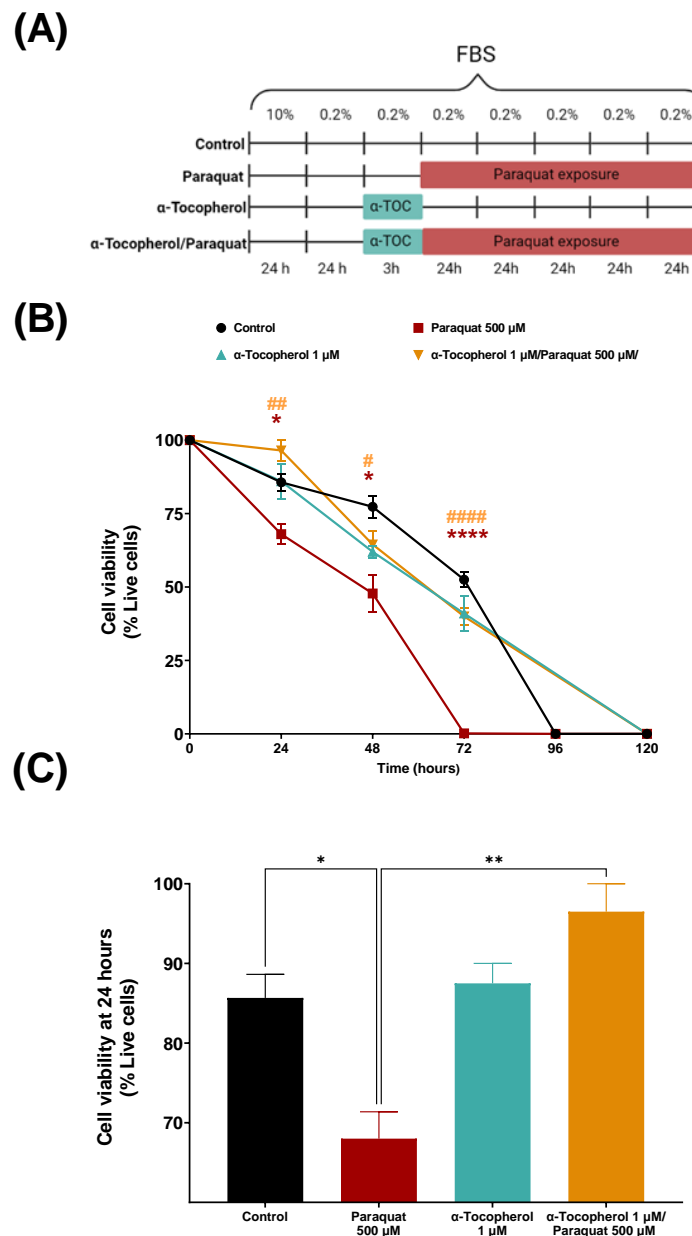 (A)
FBS
10% 0.2% 0.2% 0.2% 0.2% 0.2% 0.2% 0.2%
Control
Paraquat
Paraquat exposure
α-Tocopherol
α-TOC
α-Tocopherol/Paraquat
α-TOC
Paraquat exposure
24h 24h 3h 24h 24h 24h 24h 24h
(B)
Control
Paraquat 500 µM
α-Tocopherol 1 µM
α-Tocopherol 1 µM/Paraquat 500 µM/
##
*
#
*
####
****
Cell viability
(% Live cells)
100
75
50
25
0
0 24 48 72 96 120
Time (hours)
(C)
* **
Cell viability at 24 hours
(% Live cells)
100
90
80
70
Control
Paraquat
500 µM
α-Tocopherol
1 µM
α-Tocopherol 1 µM/
Paraquat 500 µM